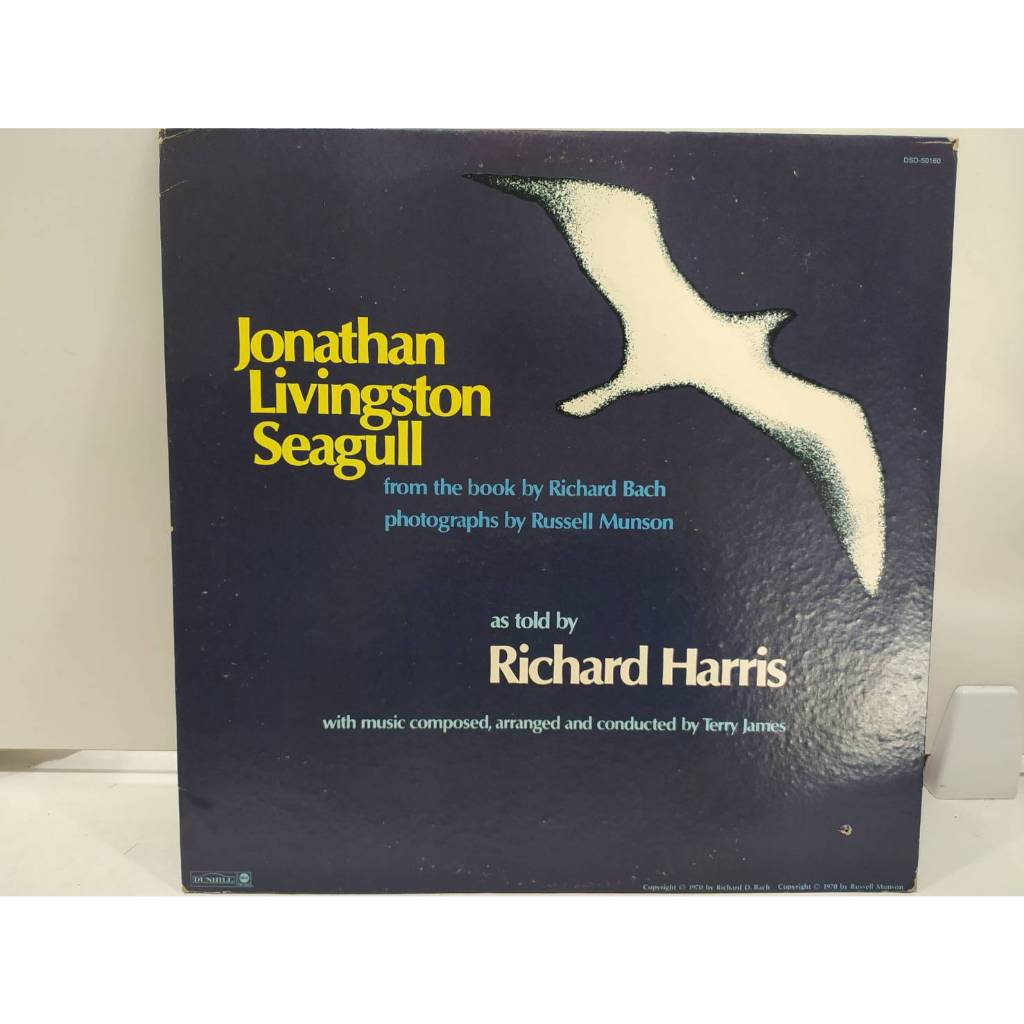 DSD-50160
Jonathan
Livingston
Seagull
from the book by Richard Bach
photographs by Russell Munson
as told by
Richard Harris
with music composed, arranged and conducted by Terry James
DUNHILL
Copyright © 1970 by Richard D. Bach Copyright © 1970 by Russell Munson